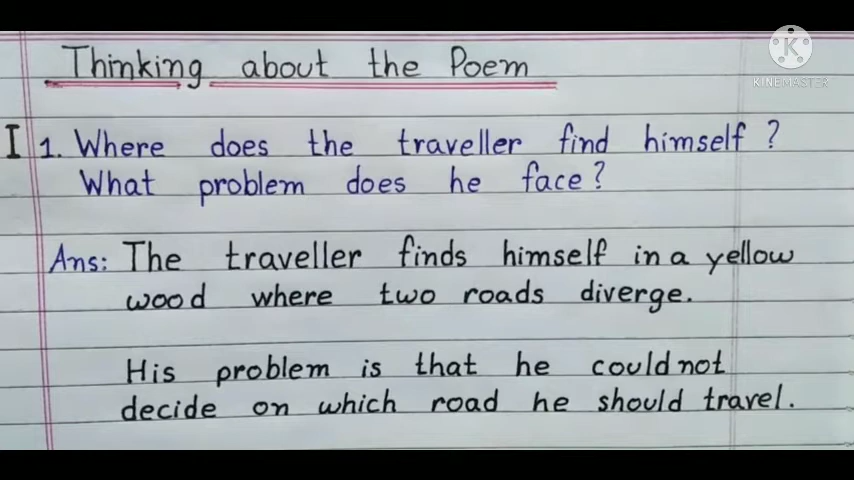 Thinking about the Poem
K
KINEMASTER
I 1. Where does the traveller find himself?
What problem does he face?
Ans: The traveller finds himself in a yellow
wood where two roads diverge.
His problem is that he could not
decide on which road he should travel.